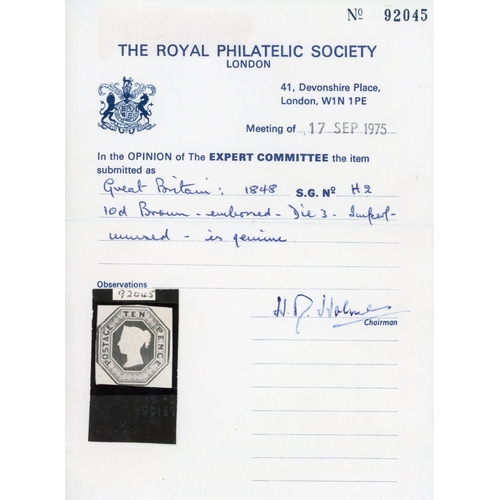 Nº 92045
THE ROYAL PHILATELIC SOCIETY
LONDON
41, Devonshire Place,
London, W1N 1PE
Meeting of 17 SEP 1975
In the OPINION of The EXPERT COMMITTEE the item
submitted as
Great Britain: 1848 S.G. Nº H2
10d Brown - embossed - Die 3 - Imperf -
unused - is genuine
Observations
92045
POSTAGE TEN PENCE
H. R. Holmes
Chairman